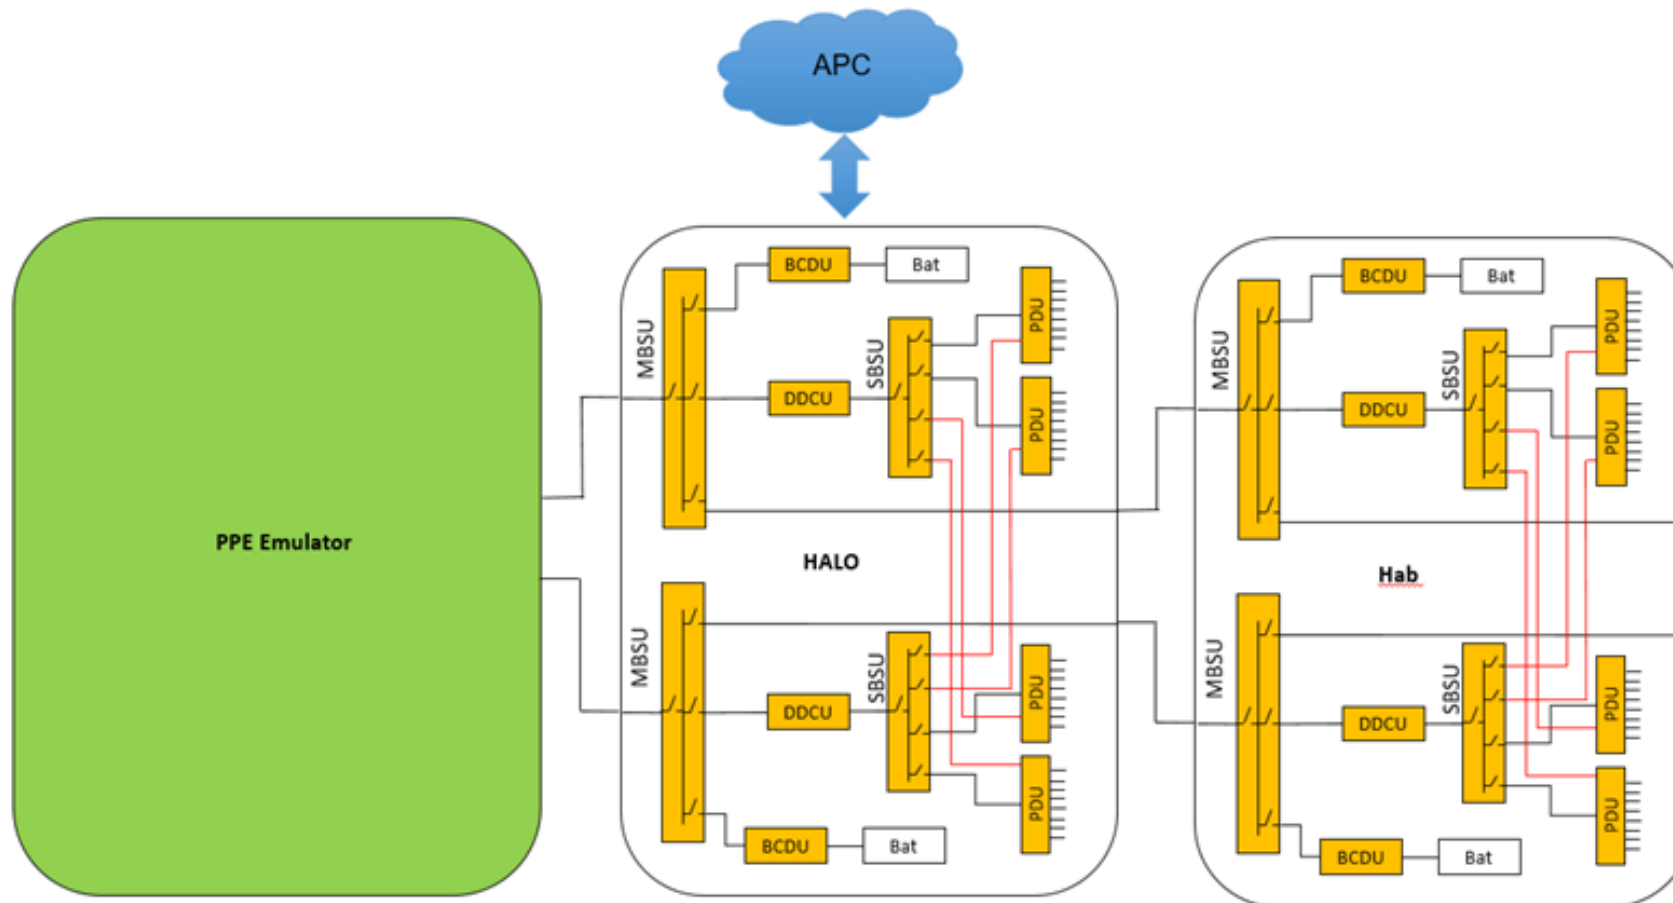 APC
PPE Emulator
BCDU
Bat
MBSU
SBSU
PDU
DDCU
PDU
HALO
MBSU
SBSU
PDU
DDCU
PDU
BCDU
Bat
BCDU
Bat
MBSU
SBSU
PDU
DDCU
PDU
Hab
MBSU
SBSU
PDU
DDCU
PDU
BCDU
Bat